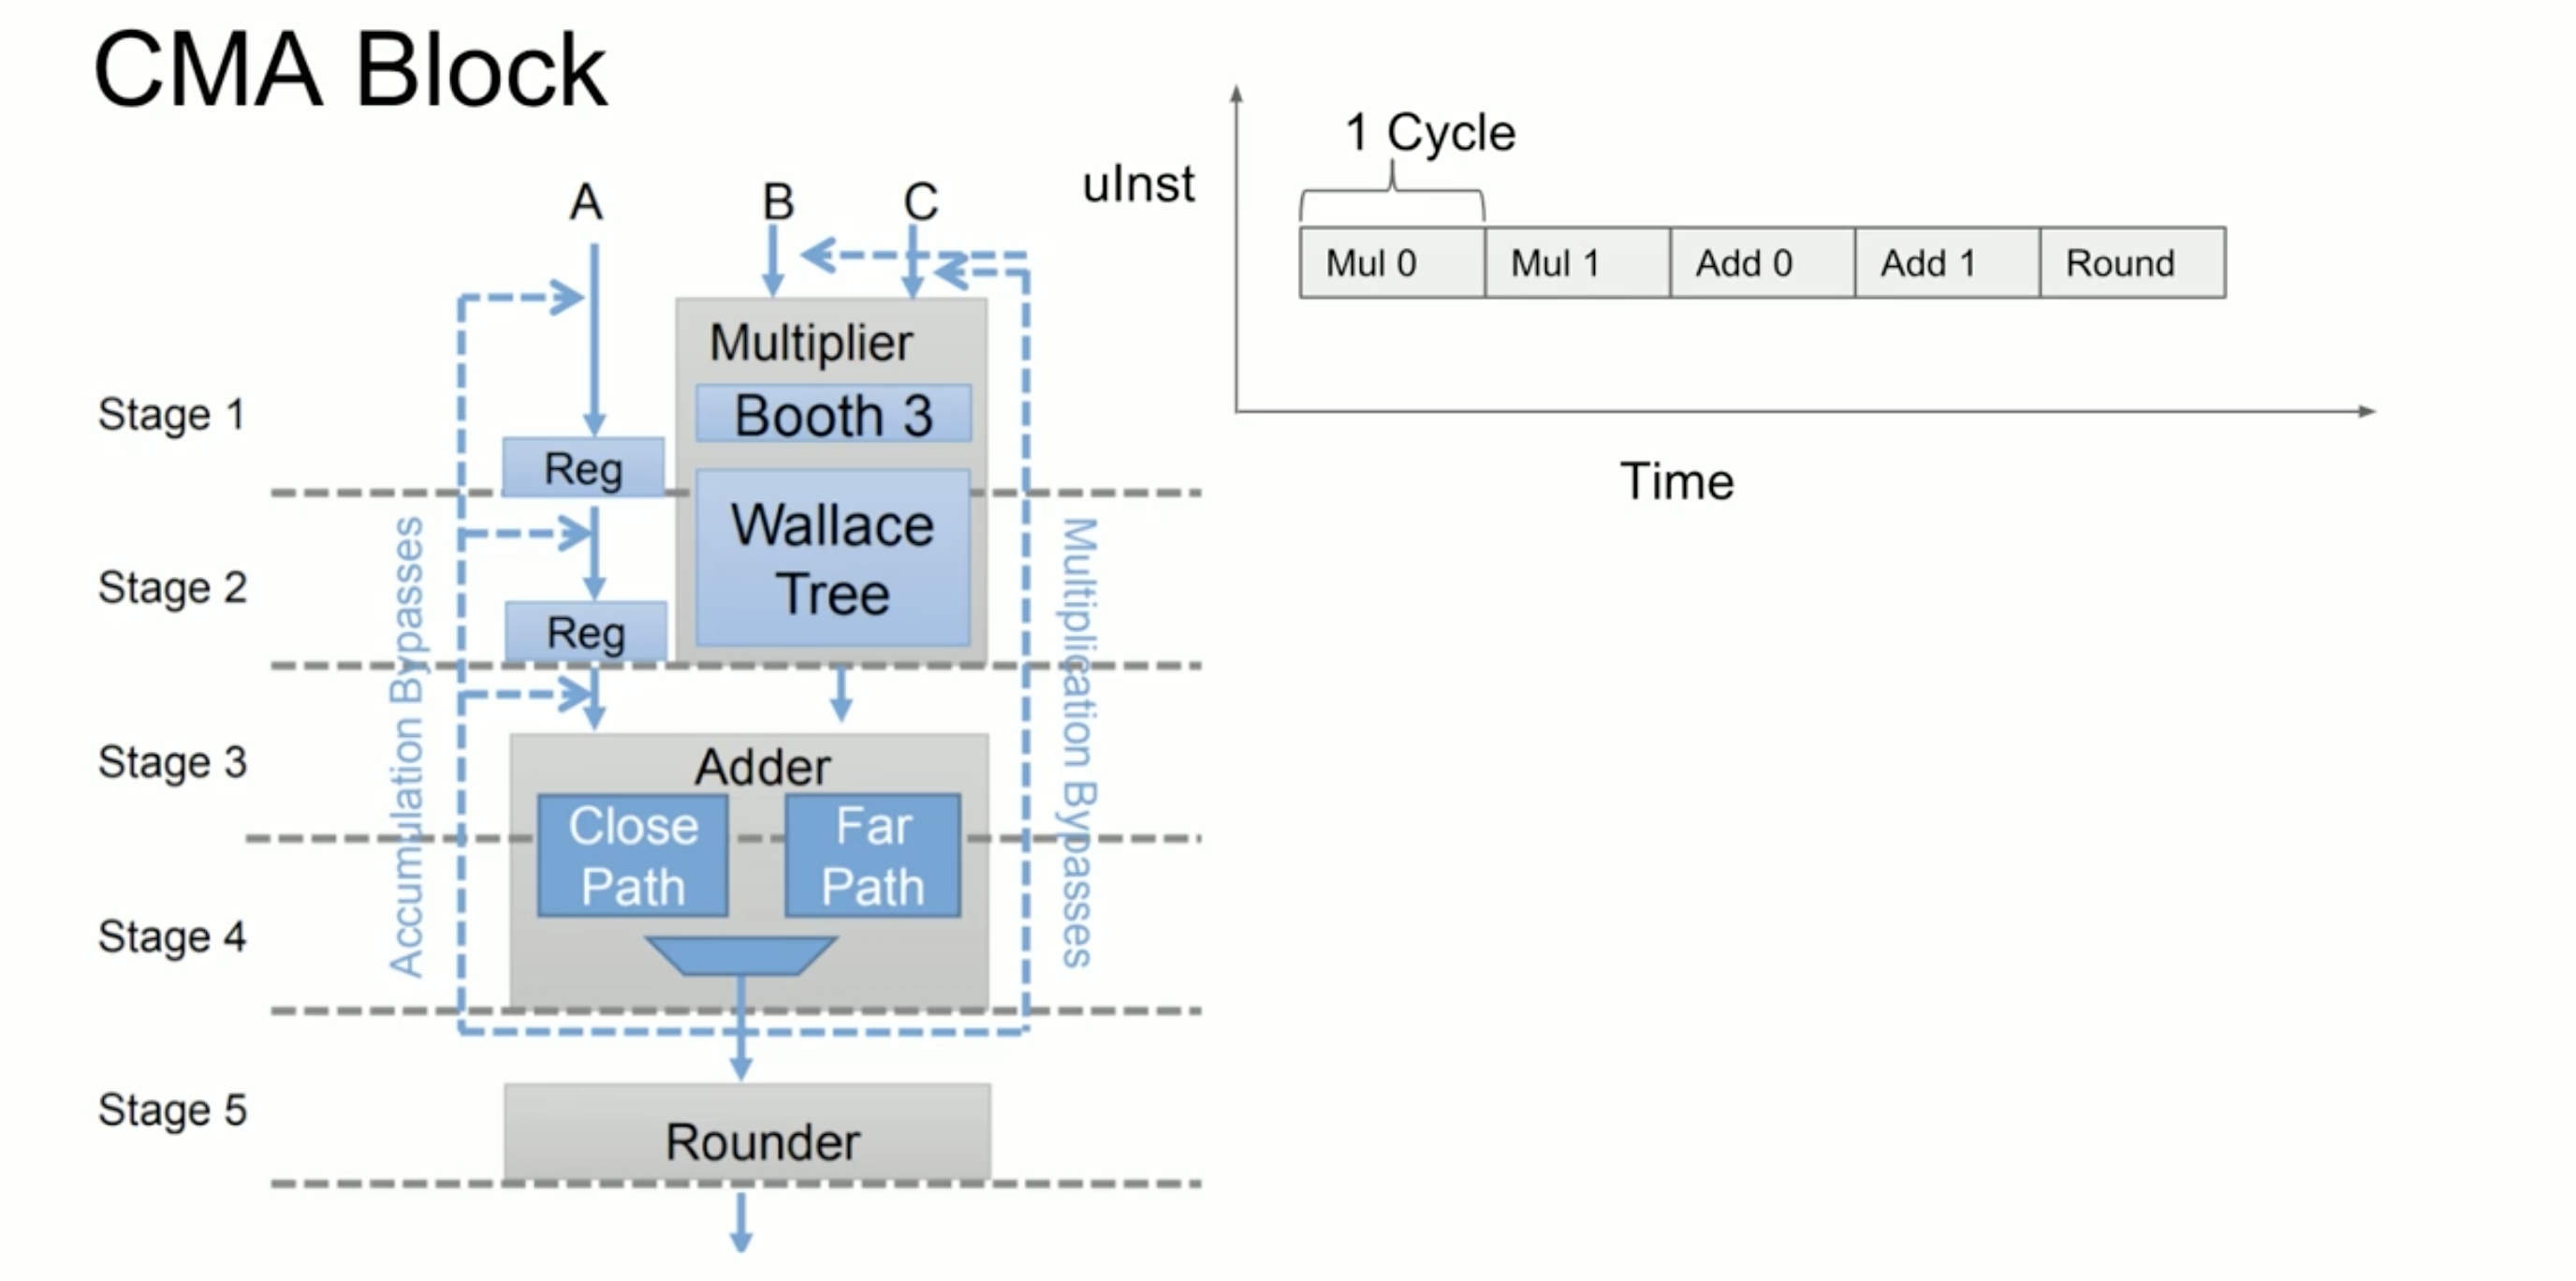 CMA Block
1 Cycle
uInst
Mul 0
Mul 1
Add 0
Add 1
Round
Time
A
B
C
Multiplier
Booth 3
Stage 1
Reg
Wallace
Tree
Stage 2
Reg
Accumulation Bypasses
Multiplication Bypasses
Stage 3
Adder
Close
Path
Far
Path
Stage 4
Stage 5
Rounder